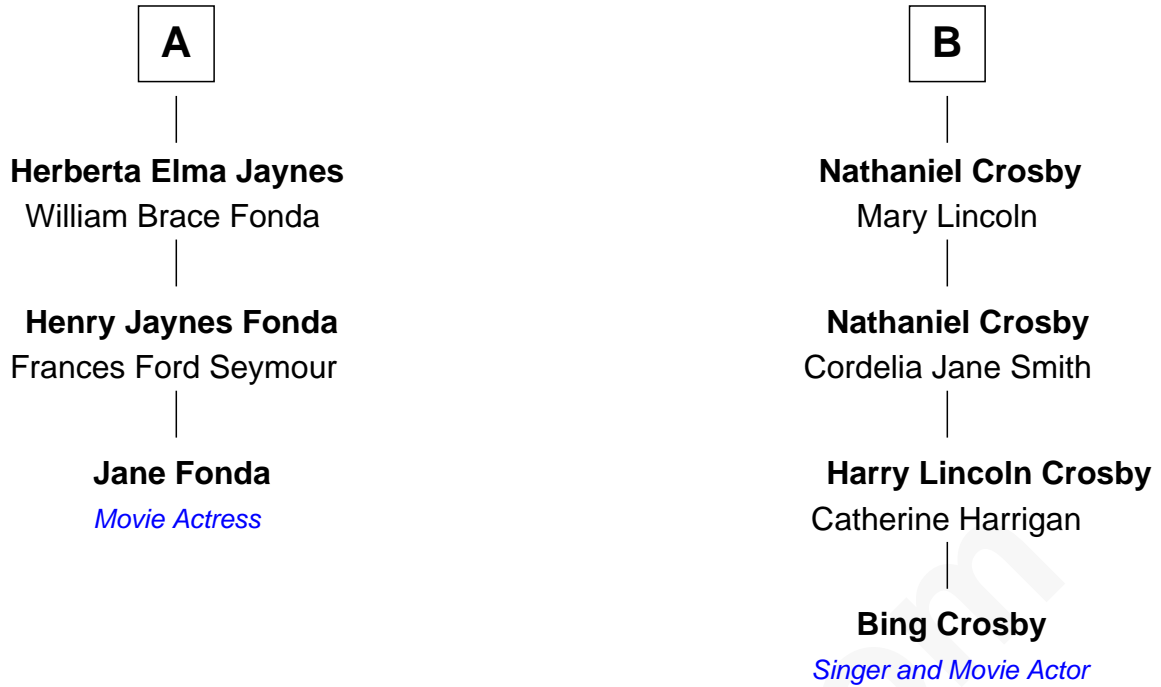 A
Herberta Elma Jaynes
William Brace Fonda
Henry Jaynes Fonda
Frances Ford Seymour
Jane Fonda
Movie Actress
B
Nathaniel Crosby
Mary Lincoln
Nathaniel Crosby
Cordelia Jane Smith
Harry Lincoln Crosby
Catherine Harrigan
Bing Crosby
Singer and Movie Actor